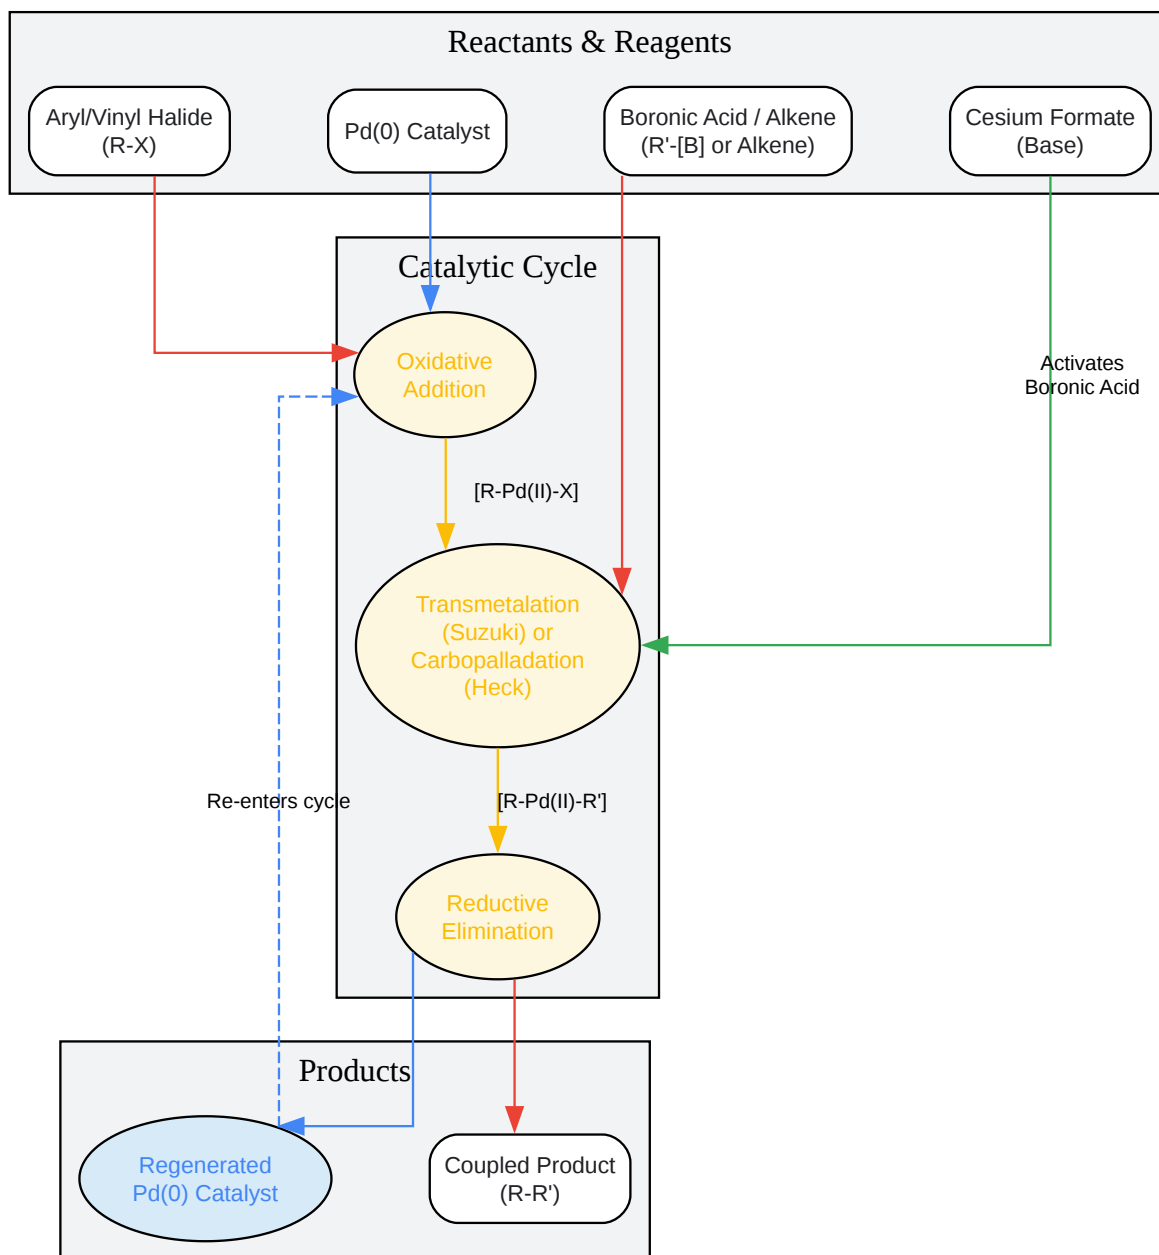 Reactants & Reagents
Aryl/Vinyl Halide
(R-X)
Pd(0) Catalyst
Boronic Acid / Alkene
(R'-[B] or Alkene)
Cesium Formate
(Base)
Catalytic Cycle
Oxidative
Addition
Activates
Boronic Acid
[R-Pd(II)-X]
Transmetalation
(Suzuki) or
Carbopalladation
(Heck)
Re-enters cycle
[R-Pd(II)-R']
Reductive
Elimination
Products
Regenerated
Pd(0) Catalyst
Coupled Product
(R-R')